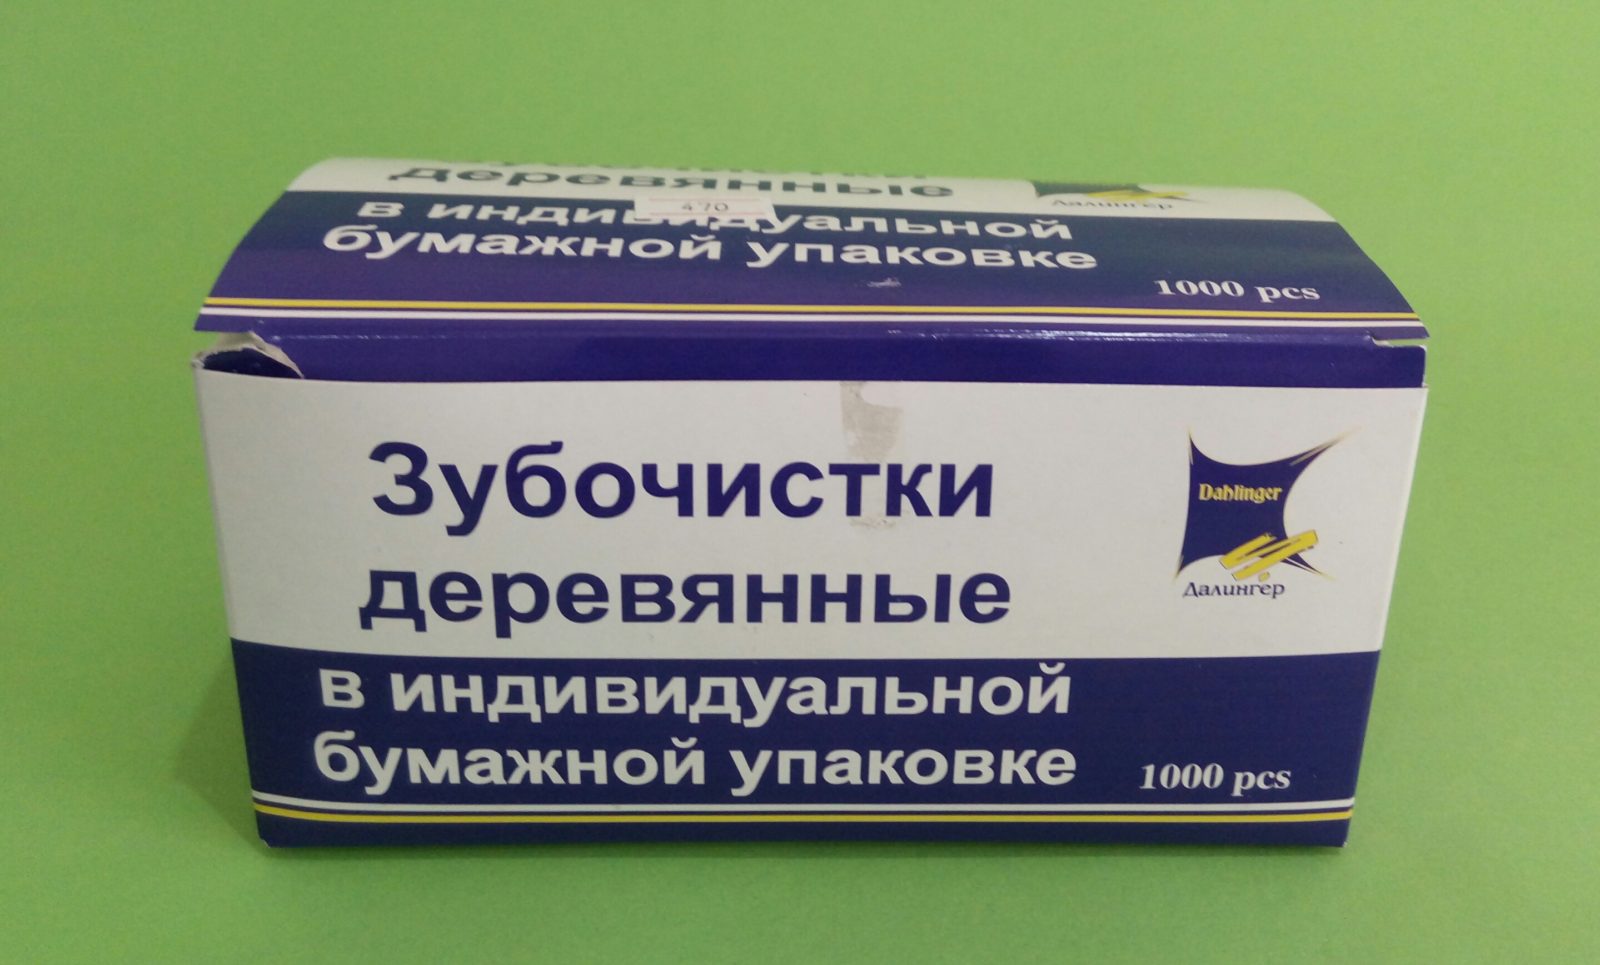 деревянные
в индивидуальной
бумажной упаковке
470
Далингер
1000 pcs
Зубочистки
деревянные
в индивидуальной
бумажной упаковке
1000 pcs
Dahlinger
Далингер